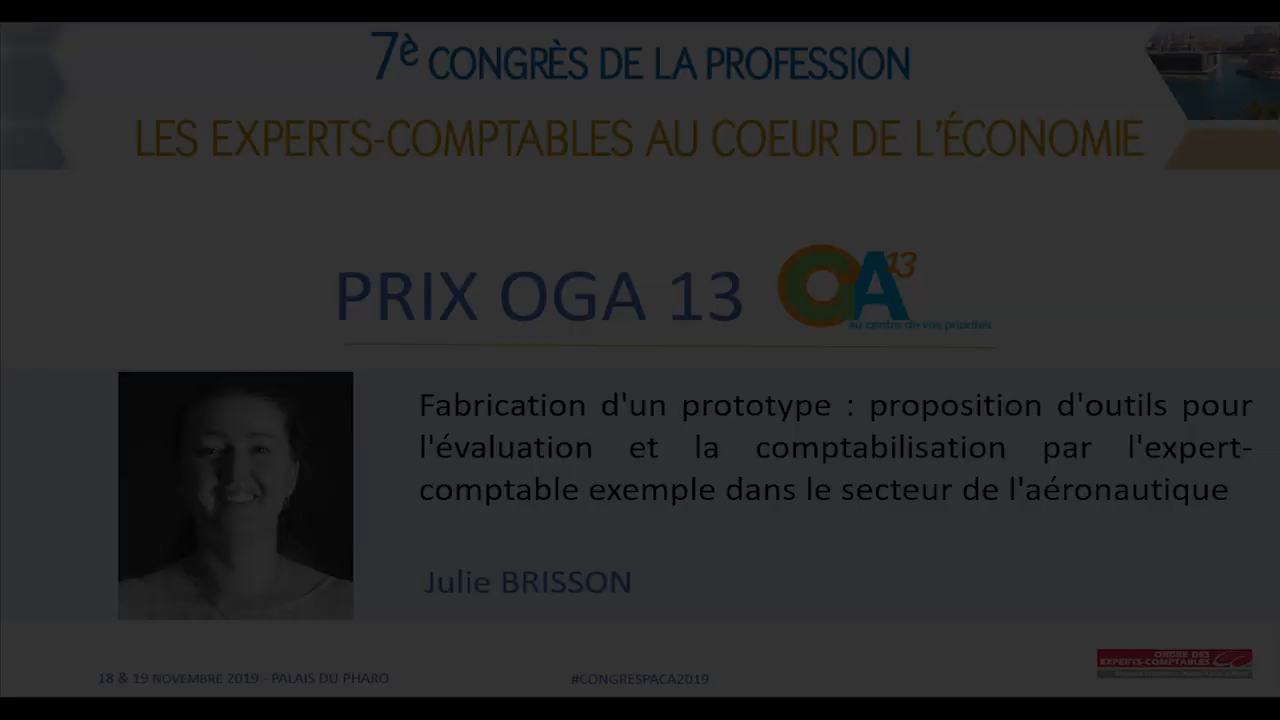 7è CONGRÈS DE LA PROFESSION
LES EXPERTS-COMPTABLES AU COEUR DE L'ÉCONOMIE
PRIX OGA 13
OGA 13
au centre de vos priorités
Fabrication d'un prototype : proposition d'outils pour
l'évaluation et la comptabilisation par l'expert-
comptable exemple dans le secteur de l'aéronautique
Julie BRISSON
18 & 19 NOVEMBRE 2019 - PALAIS DU PHARO
#CONGRESPACA2019
ORDRE DES
EXPERTS-COMPTABLES